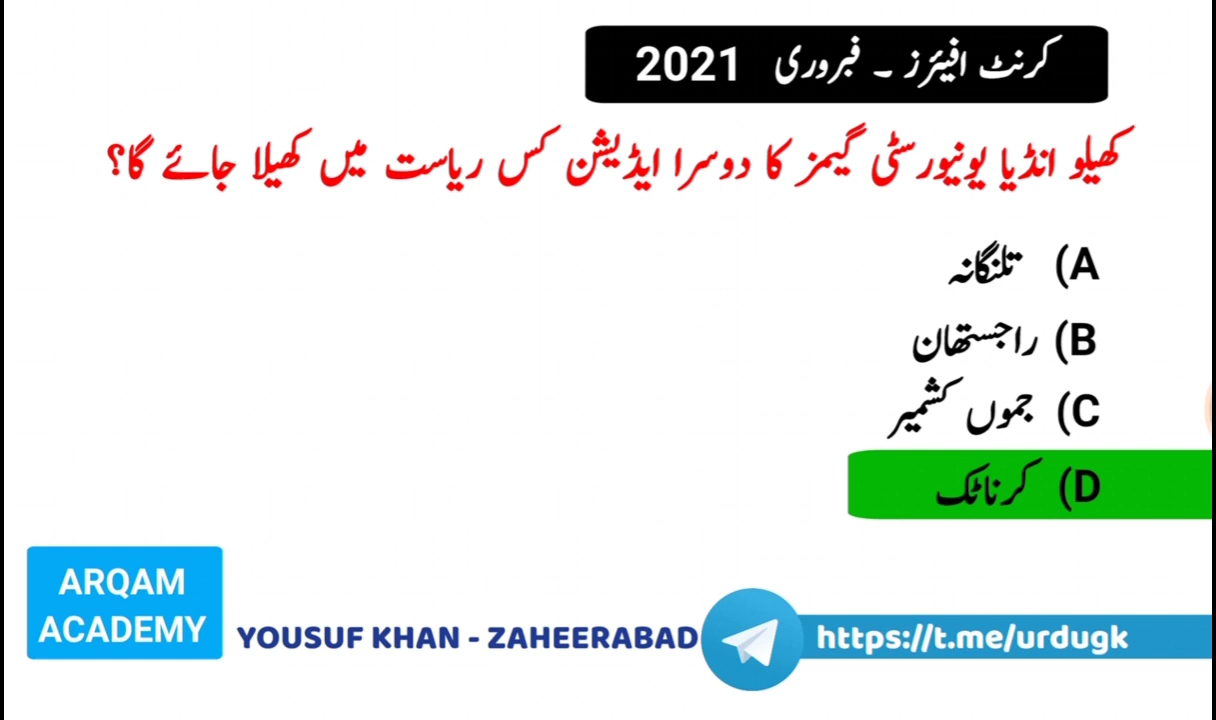 کرنٹ افیئرز ۔ فبروری 2021
کھیلو انڈیا یونیورسٹی گیمز کا دوسرا ایڈیشن کس ریاست میں کھیلا جائے گا؟
A) تلنگانہ
B) راجستھان
C) جموں کشمیر
D) کرناٹک
ARQAM
ACADEMY
YOUSUF KHAN - ZAHEERABAD
https://t.me/urdugk